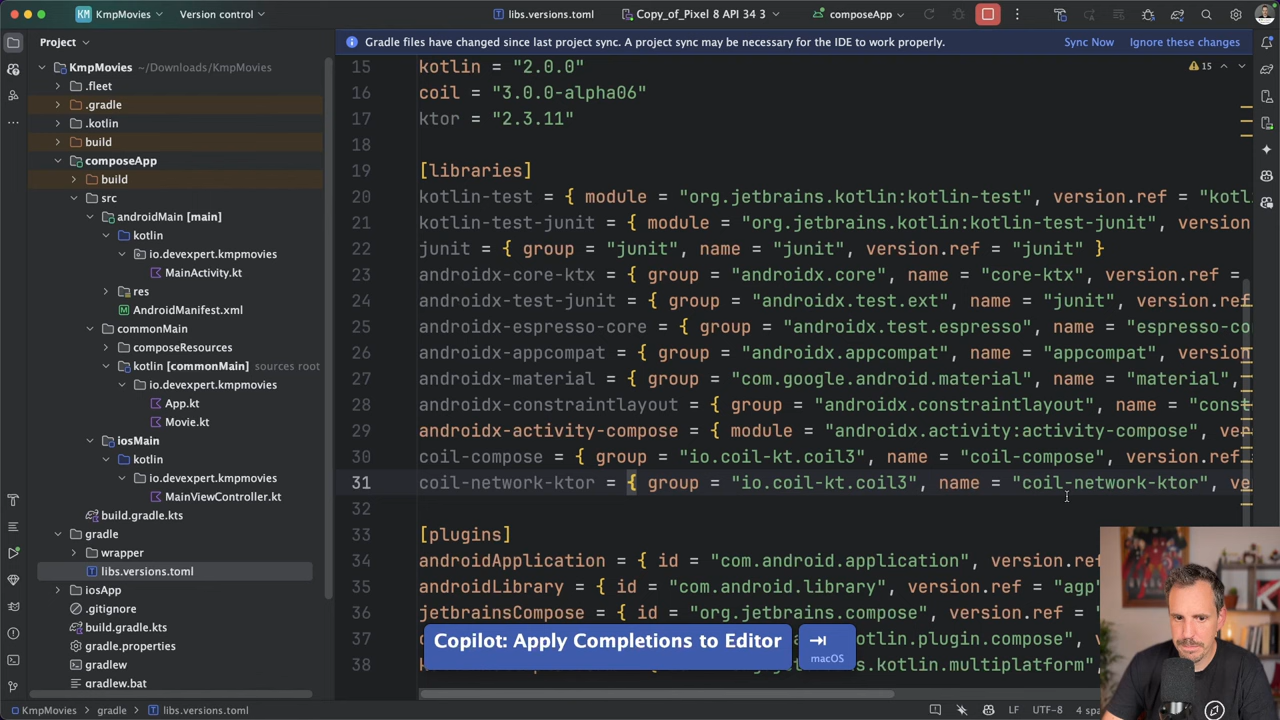 KM KmpMovies Version control libs.versions.toml Copy_of_Pixel 8 API 34 3 composeApp
Project
Gradle files have changed since last project sync. A project sync may be necessary for the IDE to work properly. Sync Now Ignore these changes
KmpMovies ~/Downloads/KmpMovies
.fleet
.gradle
.kotlin
build
composeApp
build
src
androidMain [main]
kotlin
io.devexpert.kmpmovies
MainActivity.kt
res
AndroidManifest.xml
commonMain
composeResources
kotlin [commonMain] sources root
io.devexpert.kmpmovies
App.kt
Movie.kt
iosMain
kotlin
io.devexpert.kmpmovies
MainViewController.kt
build.gradle.kts
gradle
wrapper
libs.versions.toml
iosApp
.gitignore
build.gradle.kts
gradle.properties
gradlew
gradlew.bat
15
15 kotlin = "2.0.0"
16 coil = "3.0.0-alpha06"
17 ktor = "2.3.11"
18
19 [libraries]
20 kotlin-test = { module = "org.jetbrains.kotlin:kotlin-test", version.ref = "kotl
21 kotlin-test-junit = { module = "org.jetbrains.kotlin:kotlin-test-junit", version
22 junit = { group = "junit", name = "junit", version.ref = "junit" }
23 androidx-core-ktx = { group = "androidx.core", name = "core-ktx", version.ref =
24 androidx-test-junit = { group = "androidx.test.ext", name = "junit", version.ref
25 androidx-espresso-core = { group = "androidx.test.espresso", name = "espresso-co
26 androidx-appcompat = { group = "androidx.appcompat", name = "appcompat", version
27 androidx-material = { group = "com.google.android.material", name = "material",
28 androidx-constraintlayout = { group = "androidx.constraintlayout", name = "const
29 androidx-activity-compose = { module = "androidx.activity:activity-compose", ver
30 coil-compose = { group = "io.coil-kt.coil3", name = "coil-compose", version.ref
31 coil-network-ktor = { group = "io.coil-kt.coil3", name = "coil-network-ktor", ve
32
33 [plugins]
34 androidApplication = { id = "com.android.application", version.ref
35 androidLibrary = { id = "com.android.library", version.ref = "agp"
36 jetbrainsCompose = { id = "org.jetbrains.compose", version.ref =
37 otlin.plugin.compose",
38 .kotlin.multiplatform",
Copilot: Apply Completions to Editor
macOS
KmpMovies gradle libs.versions.toml LF UTF-8 4 spa